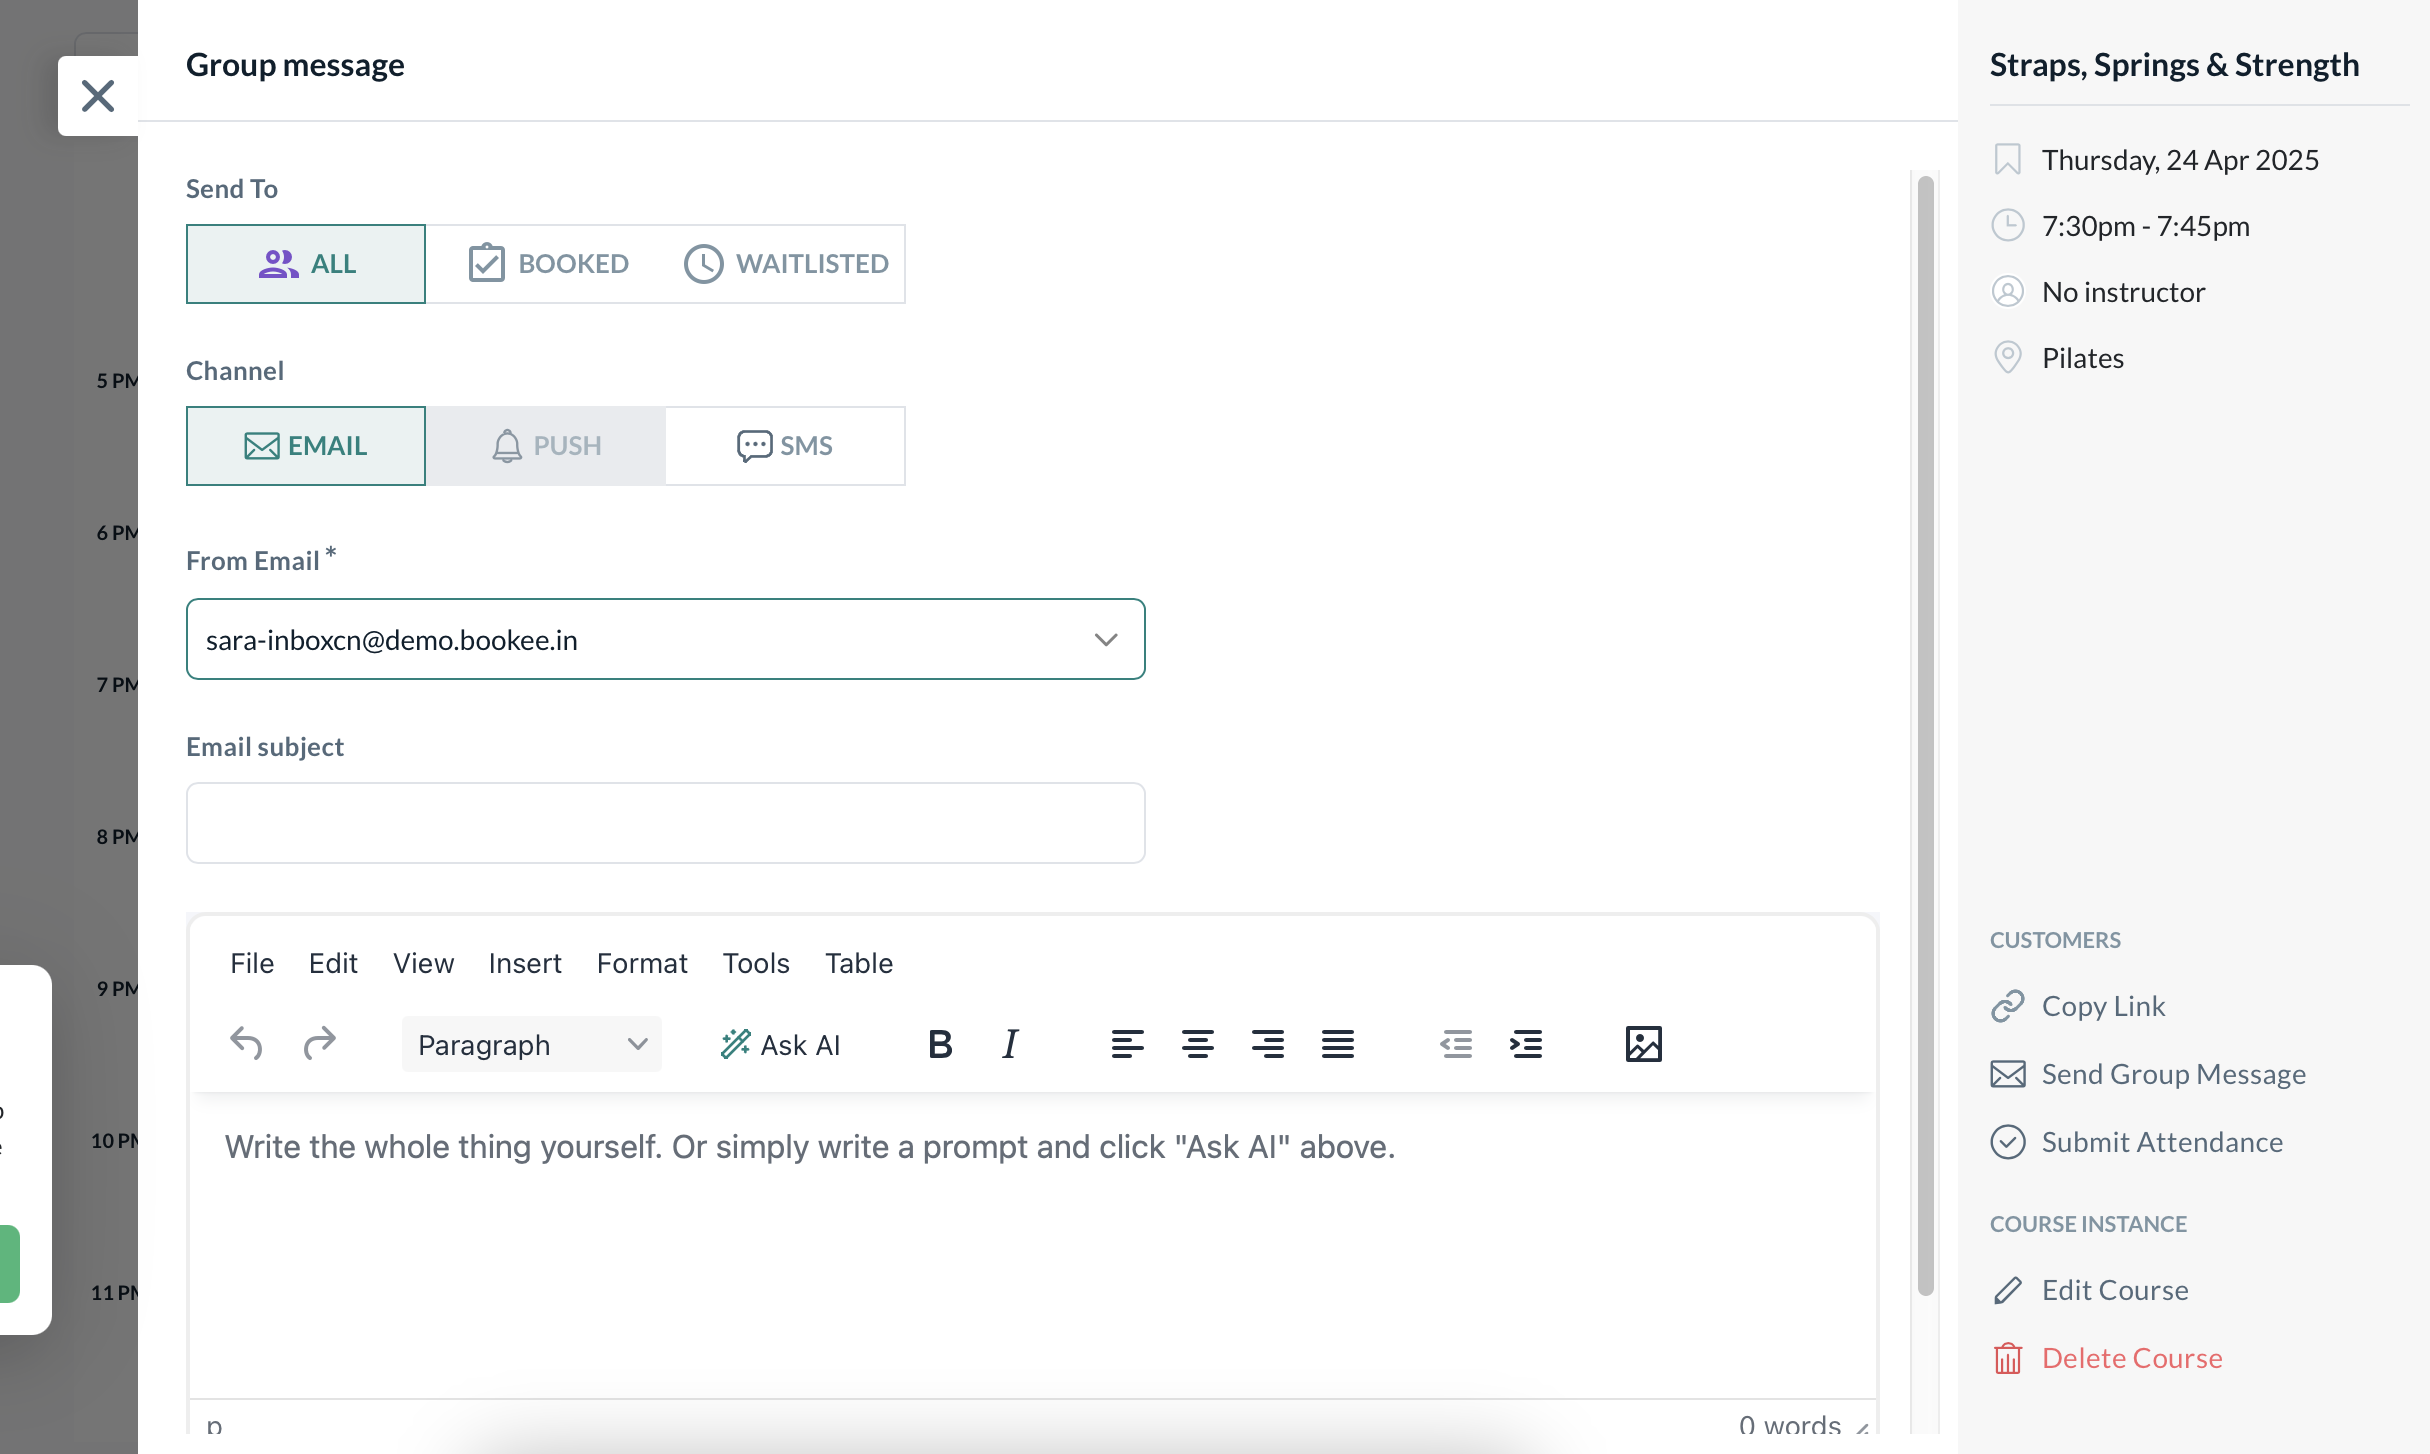 Group message
Send To
ALL BOOKED WAITLISTED
Channel
EMAIL PUSH SMS
From Email *
sara-inboxcn@demo.bookee.in
Email subject
File Edit View Insert Format Tools Table
Paragraph Ask AI B I
Write the whole thing yourself. Or simply write a prompt and click "Ask AI" above.
p 0 words
5 PM
6 PM
7 PM
8 PM
9 PM
10 PM
11 PM
Straps, Springs & Strength
Thursday, 24 Apr 2025
7:30pm - 7:45pm
No instructor
Pilates
CUSTOMERS
Copy Link
Send Group Message
Submit Attendance
COURSE INSTANCE
Edit Course
Delete Course